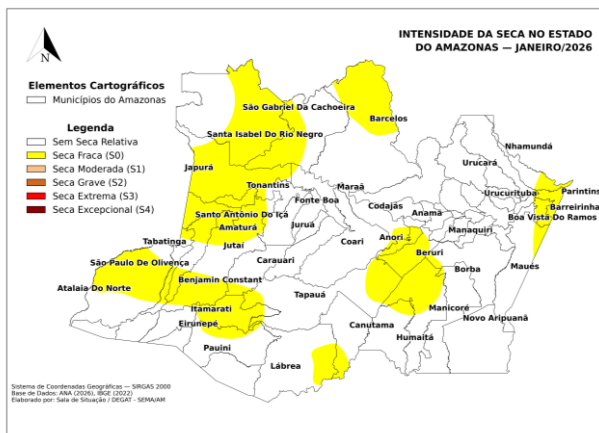 INTENSIDADE DA SECA NO ESTADO
DO AMAZONAS — JANEIRO/2026
N
Elementos Cartográficos
Municípios do Amazonas
Legenda
Sem Seca Relativa
Seca Fraca (S0)
Seca Moderada (S1)
Seca Grave (S2)
Seca Extrema (S3)
Seca Excepcional (S4)
São Gabriel Da Cachoeira
Barcelos
Santa Isabel Do Rio Negro
Nhamundá
Urucará
Japurá
Tonantins
Maraã
Urucurituba
Parintins
Fonte Boa
Codajás
Barreirinha
Santo Antônio Do Içá
Anamã
Boa Vista Do Ramos
Amaturá
Juruá
Manaquiri
Tabatinga
Jutaí
Coari
Anori
Beruri
São Paulo De Olivença
Carauari
Borba
Maués
Benjamin Constant
Atalaia Do Norte
Tapauá
Itamarati
Manicoré
Eirunepé
Canutama
Novo Aripuanã
Pauini
Humaitá
Lábrea
Sistema de Coordenadas Geográficas — SIRGAS 2000
Base de Dados: ANA (2026), IBGE (2022)
Elaborado por: Sala de Situação / DEGAT - SEMA/AM